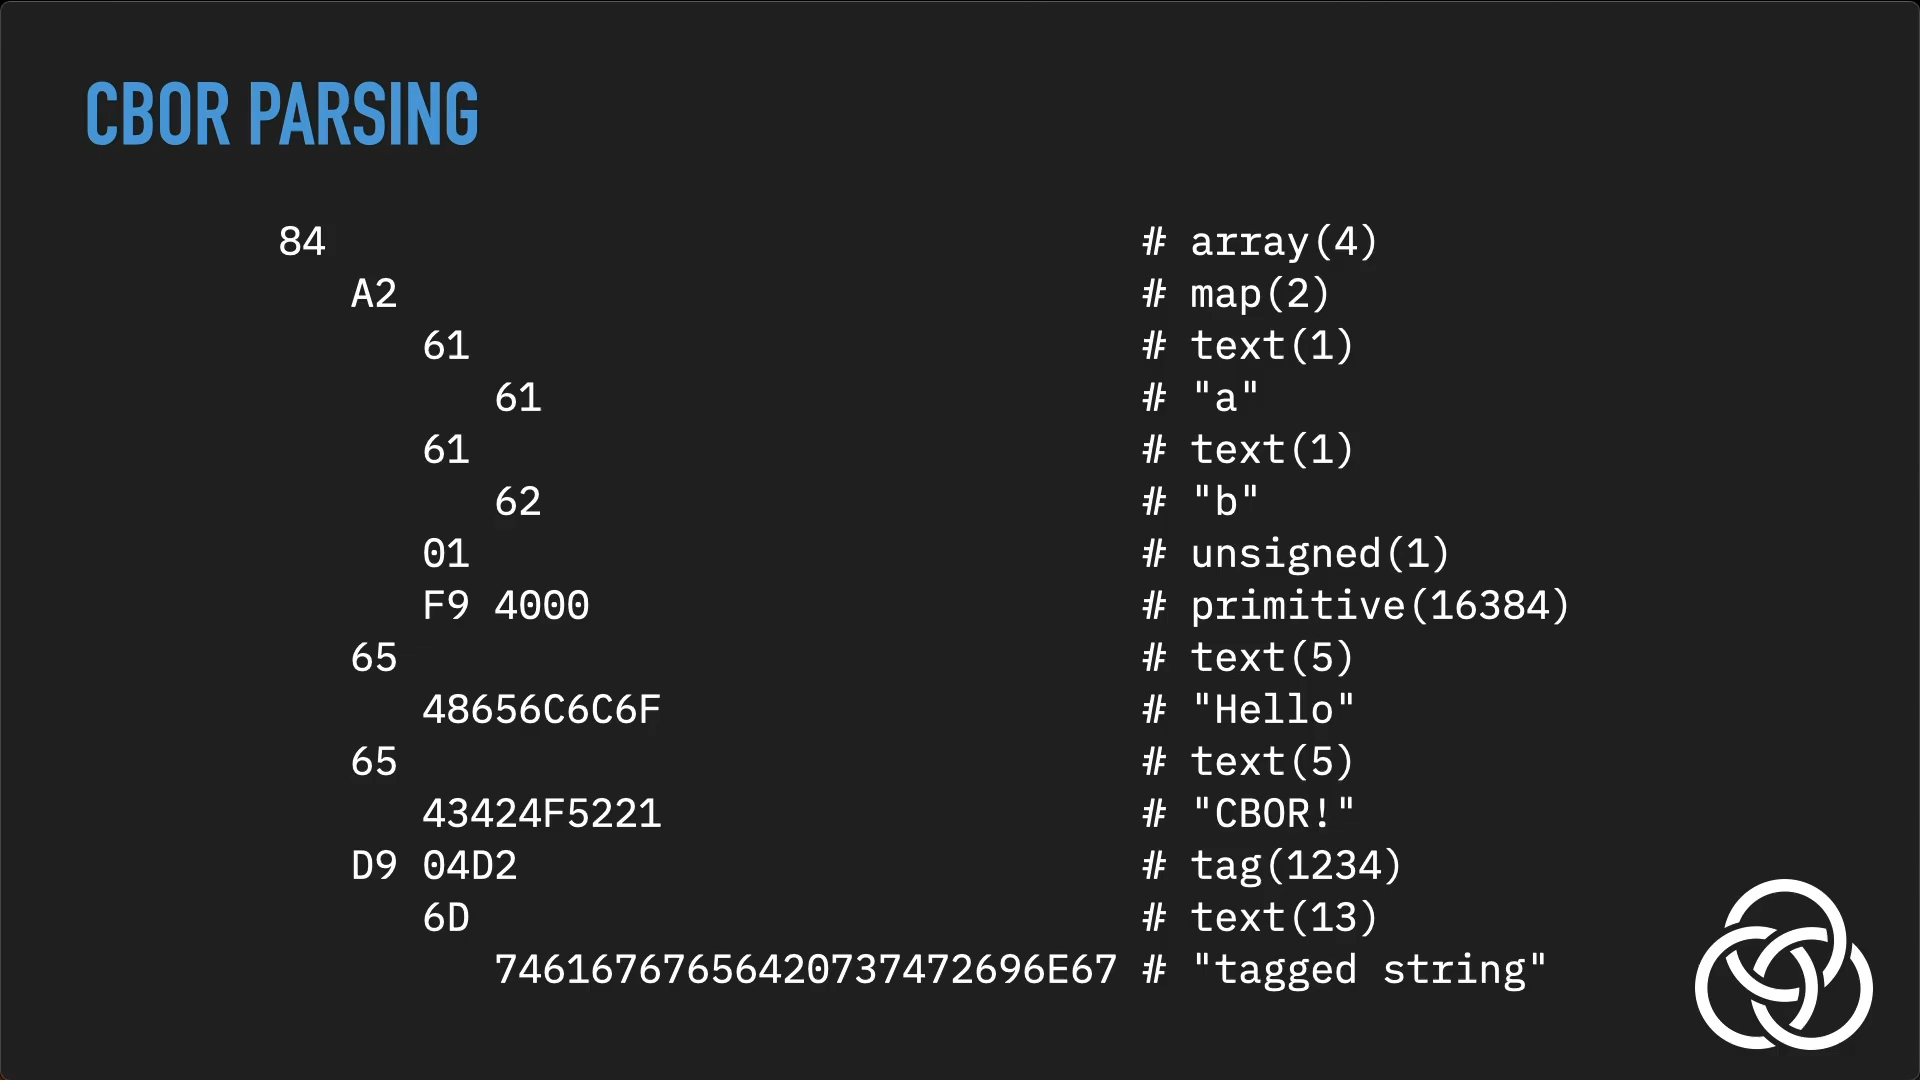 CBOR PARSING
84 # array(4)
A2 # map(2)
61 # text(1)
61 # "a"
61 # text(1)
62 # "b"
01 # unsigned(1)
F9 4000 # primitive(16384)
65 # text(5)
48656C6C6F # "Hello"
65 # text(5)
43424F5221 # "CBOR!"
D9 04D2 # tag(1234)
6D # text(13)
74616767656420737472696E67 # "tagged string"